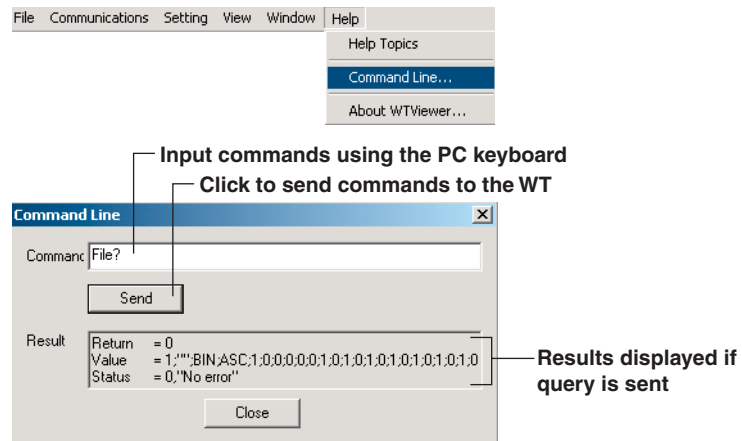 File Communications Setting View Window Help
Help Topics
Command Line...
About WTViewer...
Input commands using the PC keyboard
Click to send commands to the WT
Command Line
Commanc File?
Send
Result Return = 0
Value = 1;"";BIN;ASC;1;0;0;0;0;0;1;0;1;0;1;0;1;0;1;0;1;0;1;0
Status = 0,"No error"
Results displayed if
query is sent
Close